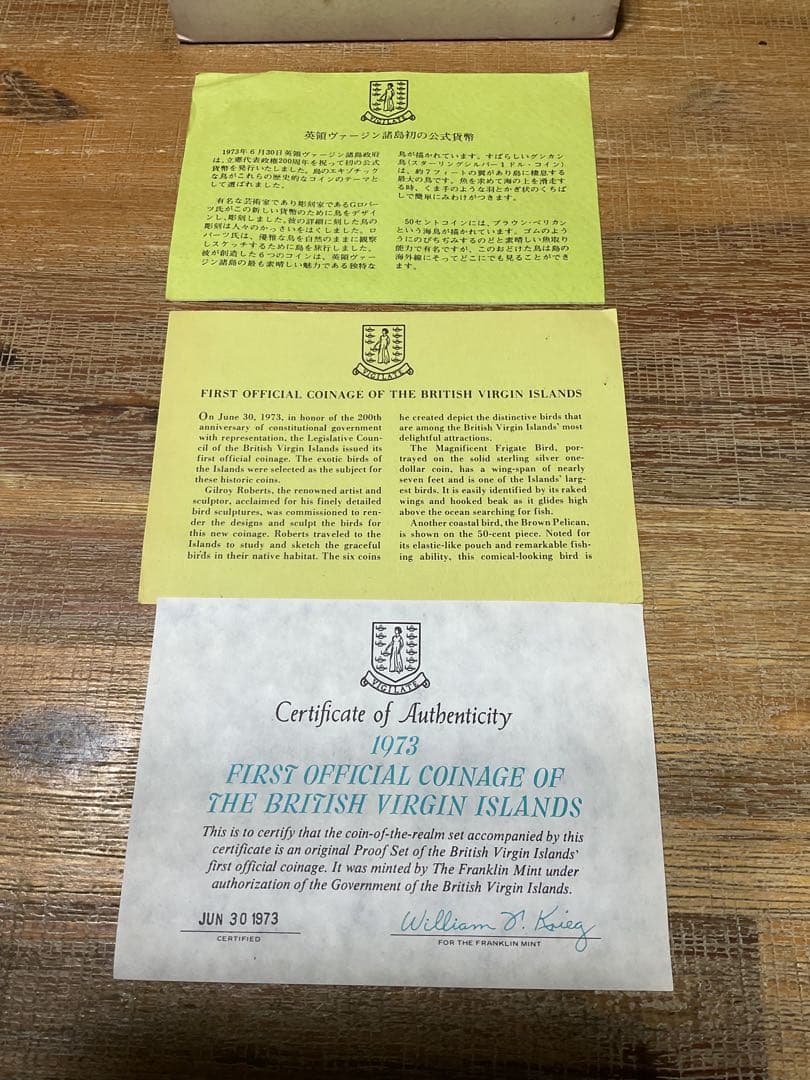 VIGILATE
英領ヴァージン諸島初の公式貨幣
1973年6月30日英領ヴァージン諸島政府
は、立憲代表政権200周年を祝って初の公式
貨幣を発行いたしました。島のエキゾチック
な鳥がこれらの歴史的なコインのテーマと
して選ばれました。
有名な芸術家であり彫刻家であるGロバ
ーツ氏がこの新しい貨幣のために鳥をデザイ
ンし、彫刻しました。彼の詳細に刻した鳥の
彫刻は人々のかっさいをはくしました。ロ
バーツ氏は、優雅な鳥を自然のままに観察
しスケッチするために島を旅行しました。
彼が創造した6つのコインは、英領ヴァー
ジン諸島の最も素晴しい魅力である独特な
鳥が描かれています。すばらしいグンカン
鳥(スターリングシルバー1ドル・コイン)
は、約7フィートの翼があり島に棲息する
最大の鳥です。魚を求めて海の上を滑走す
る時、くま手のような羽とかぎ状のくちばし
で簡単にみわけがつきます。
50セントコインには、ブラウン・ペリカン
という海鳥が描かれています。ゴムのよう
にのびちぢみするのどと素晴しい魚取り
能力で有名ですが、このおどけた鳥は島の
海外線にそってどこにでも見ることができ
ます。
VIGILATE
FIRST OFFICIAL COINAGE OF THE BRITISH VIRGIN ISLANDS
On June 30, 1973, in honor of the 200th
anniversary of constitutional government
with representation, the Legislative Coun-
cil of the British Virgin Islands issued its
first official coinage. The exotic birds of
the Islands were selected as the subject for
these historic coins.
Gilroy Roberts, the renowned artist and
sculptor, acclaimed for his finely detailed
bird sculptures, was commissioned to ren-
der the designs and sculpt the birds for
this new coinage. Roberts traveled to the
Islands to study and sketch the graceful
birds in their native habitat. The six coins
he created depict the distinctive birds that
are among the British Virgin Islands' most
delightful attractions.
The Magnificent Frigate Bird, por-
trayed on the solid sterling silver one-
dollar coin, has a wing-span of nearly
seven feet and is one of the Islands' larg-
est birds. It is easily identified by its raked
wings and hooked beak as it glides high
above the ocean searching for fish.
Another coastal bird, the Brown Pelican,
is shown on the 50-cent piece. Noted for
its elastic-like pouch and remarkable fish-
ing ability, this comical-looking bird is
VIGILATE
Certificate of Authenticity
1973
FIRST OFFICIAL COINAGE OF
THE BRITISH VIRGIN ISLANDS
This is to certify that the coin-of-the-realm set accompanied by this
certificate is an original Proof Set of the British Virgin Islands'
first official coinage. It was minted by The Franklin Mint under
authorization of the Government of the British Virgin Islands.
JUN 30 1973
CERTIFIED
William T. Krieg
FOR THE FRANKLIN MINT